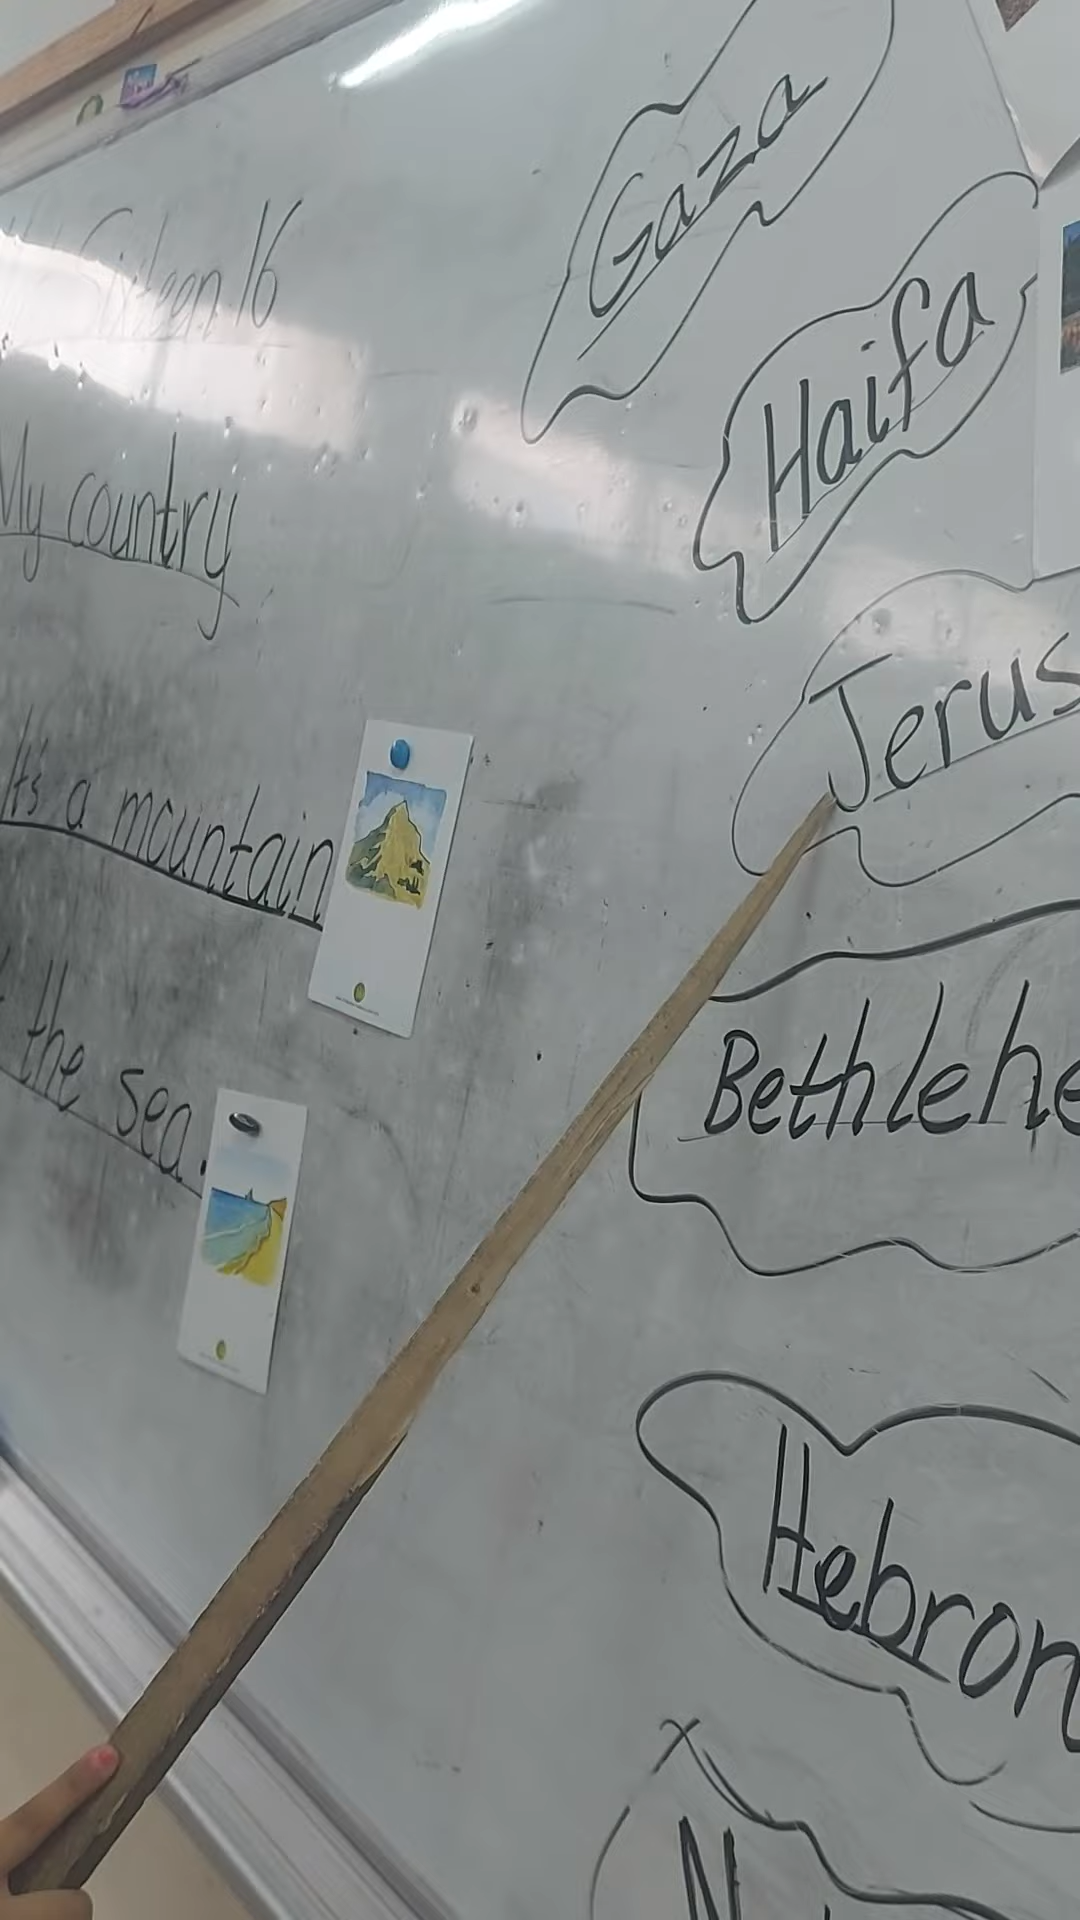 Sixteen 16
My country
It's a mountain
the sea.
Gaza
Haifa
Jerus
Bethlehe
Hebron
N